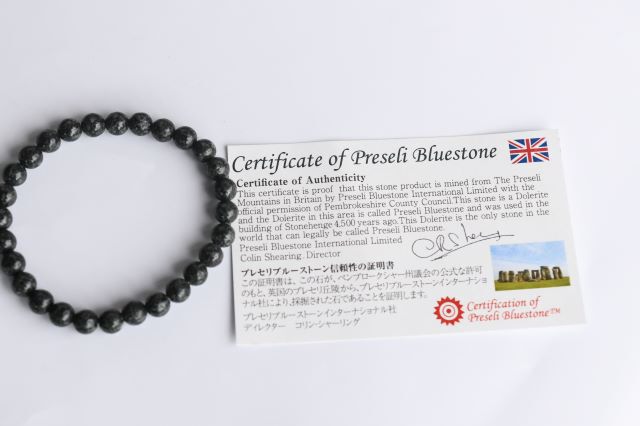 Certificate of Preseli Bluestone
Certificate of Authenticity
This certificate is proof that this stone product is mined from The Preseli
Mountains in Britain by Preseli Bluestone International Limited with the
official permission of Pembrokeshire County Council.This stone is a Dolerite
and the Dolerite in this area is called Preseli Bluestone and was used in the
building of Stonehenge 4,500 years ago.This Dolerite is the only stone in the
world that can legally be called Preseli Bluestone.
Preseli Bluestone International Limited
Colin Shearing. Director
プレセリブルーストーン信頼性の証明書
この証明書は、この石が、ペンブロークシャー州議会の公式な許可
のもと、英国のプレセリ丘陵から、プレセリブルーストーンインターナショ
ナル社により、採掘された石であることを証明します。
プレセリブルーストーンインターナショナル社
ディレクター コリン・シャーリング
Certification of
Preseli Bluestone™